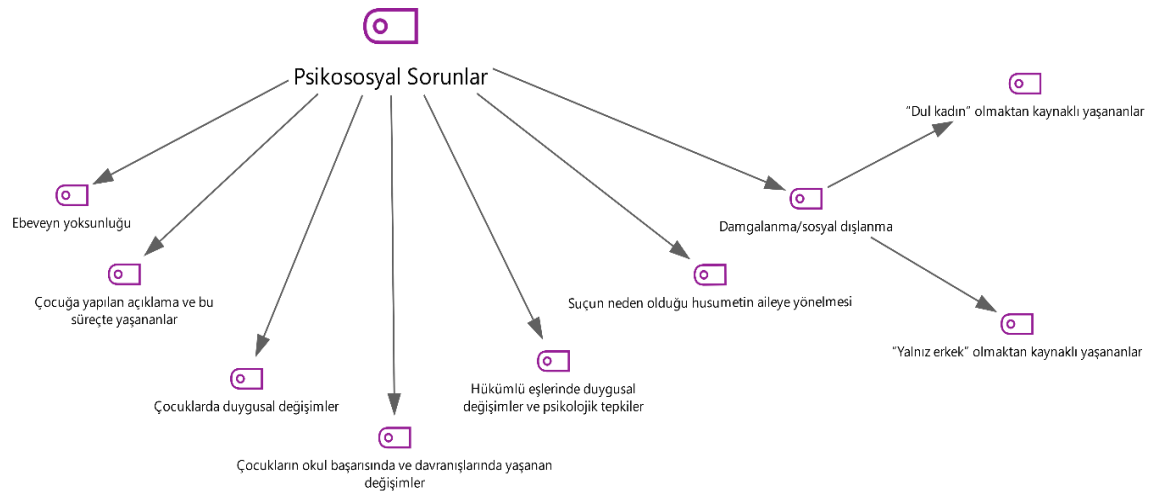 Psikososyal Sorunlar
"Dul kadın" olmaktan kaynaklı yaşananlar
Ebeveyn yoksunluğu
Damgalanma/sosyal dışlanma
Çocuğa yapılan açıklama ve bu
süreçte yaşananlar
Suçun neden olduğu husumetin aileye yönelmesi
"Yalnız erkek" olmaktan kaynaklı yaşananlar
Çocuklarda duygusal değişimler
Hükümlü eşlerinde duygusal
değişimler ve psikolojik tepkiler
Çocukların okul başarısında ve davranışlarında yaşanan
değişimler